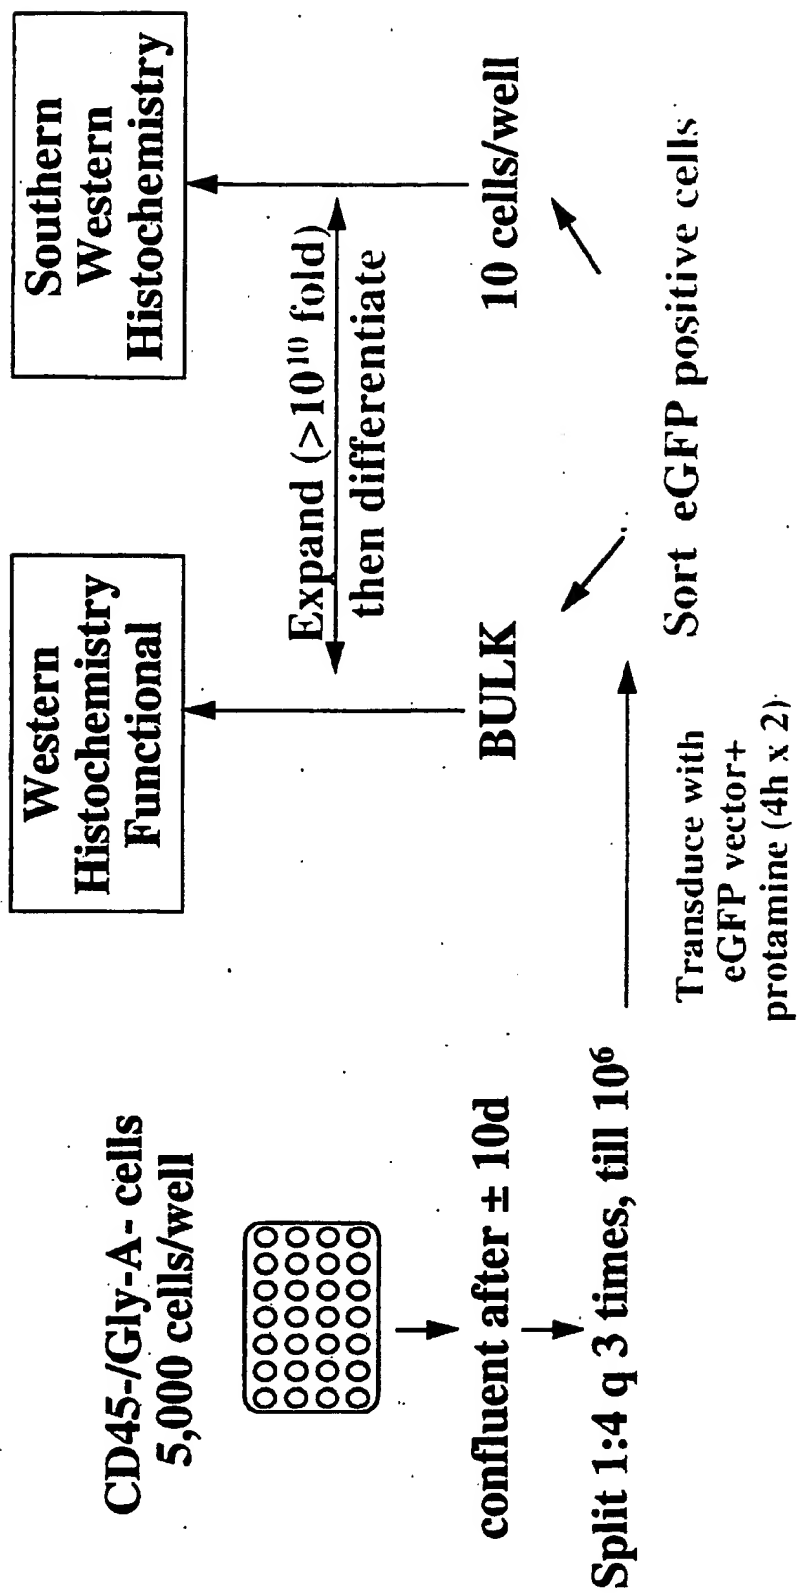 CD45-/Gly-A- cells
5,000 cells/well
confluent after ± 10d
Split 1:4 q 3 times, till 10⁶
Transduce with
eGFP vector+
protamine (4h x 2)
Sort eGFP positive cells
BULK
10 cells/well
Expand (>10¹⁰ fold)
then differentiate
Western
Histochemistry
Functional
Southern
Western
Histochemistry